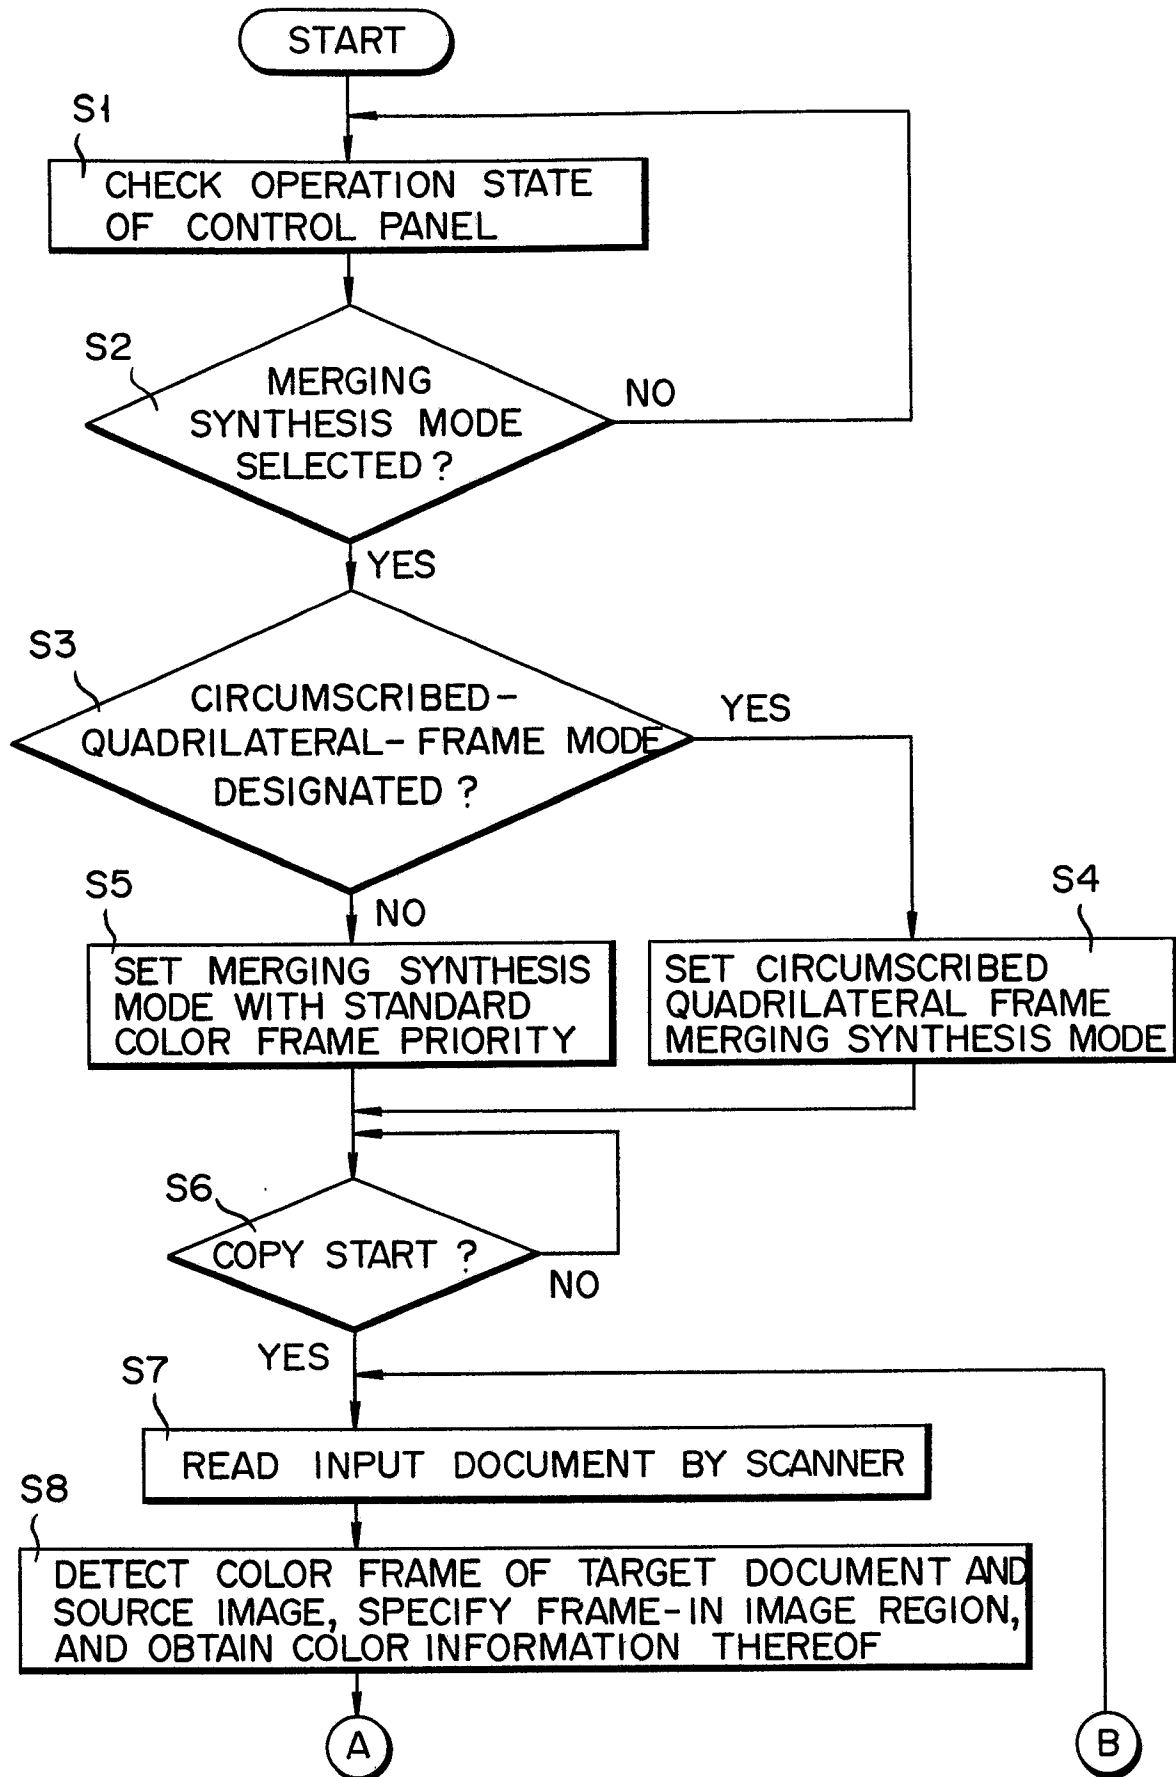 START
S1
CHECK OPERATION STATE
OF CONTROL PANEL
S2
MERGING
SYNTHESIS MODE
SELECTED?
NO
YES
S3
CIRCUMSCRIBED-
QUADRILATERAL-FRAME MODE
DESIGNATED?
YES
NO
S5
SET MERGING SYNTHESIS
MODE WITH STANDARD
COLOR FRAME PRIORITY
S4
SET CIRCUMSCRIBED
QUADRILATERAL FRAME
MERGING SYNTHESIS MODE
S6
COPY START?
NO
YES
S7
READ INPUT DOCUMENT BY SCANNER
S8
DETECT COLOR FRAME OF TARGET DOCUMENT AND
SOURCE IMAGE, SPECIFY FRAME-IN IMAGE REGION,
AND OBTAIN COLOR INFORMATION THEREOF
A
B